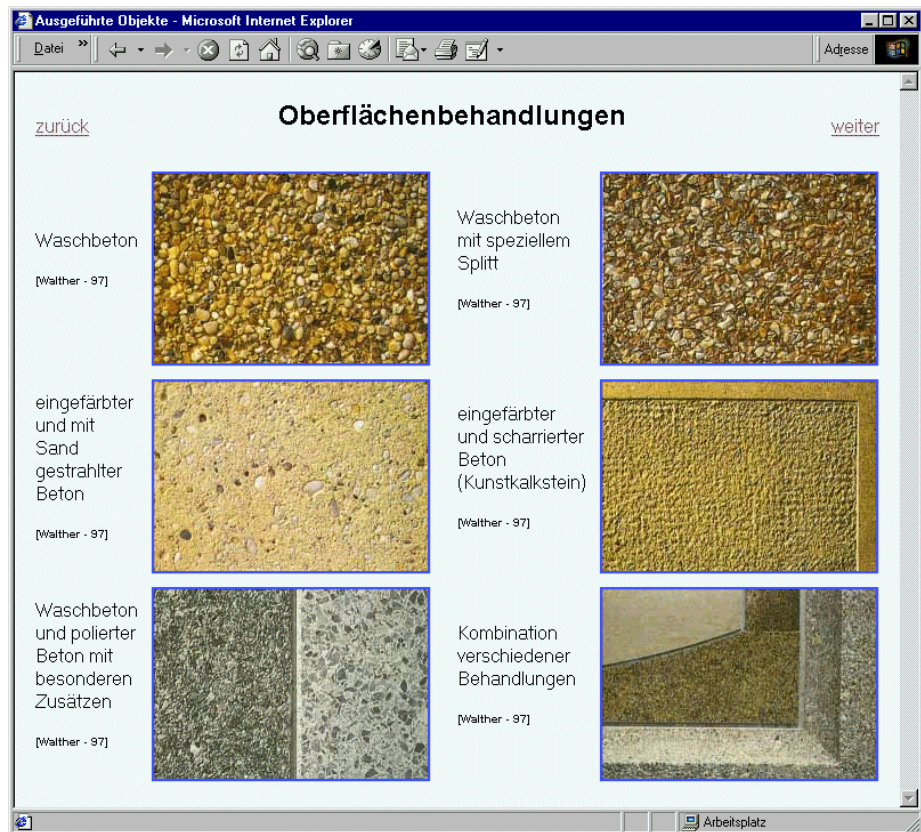 Ausgeführte Objekte - Microsoft Internet Explorer
Datei »
Adresse
Oberflächenbehandlungen
zurück
weiter
Waschbeton
[Walther - 97]
Waschbeton
mit speziellem
Splitt
[Walther - 97]
eingefärbter
und mit
Sand
gestrahlter
Beton
[Walther - 97]
eingefärbter
und scharrierter
Beton
(Kunstkalkstein)
[Walther - 97]
Waschbeton
und polierter
Beton mit
besonderen
Zusätzen
[Walther - 97]
Kombination
verschiedener
Behandlungen
[Walther - 97]
Arbeitsplatz